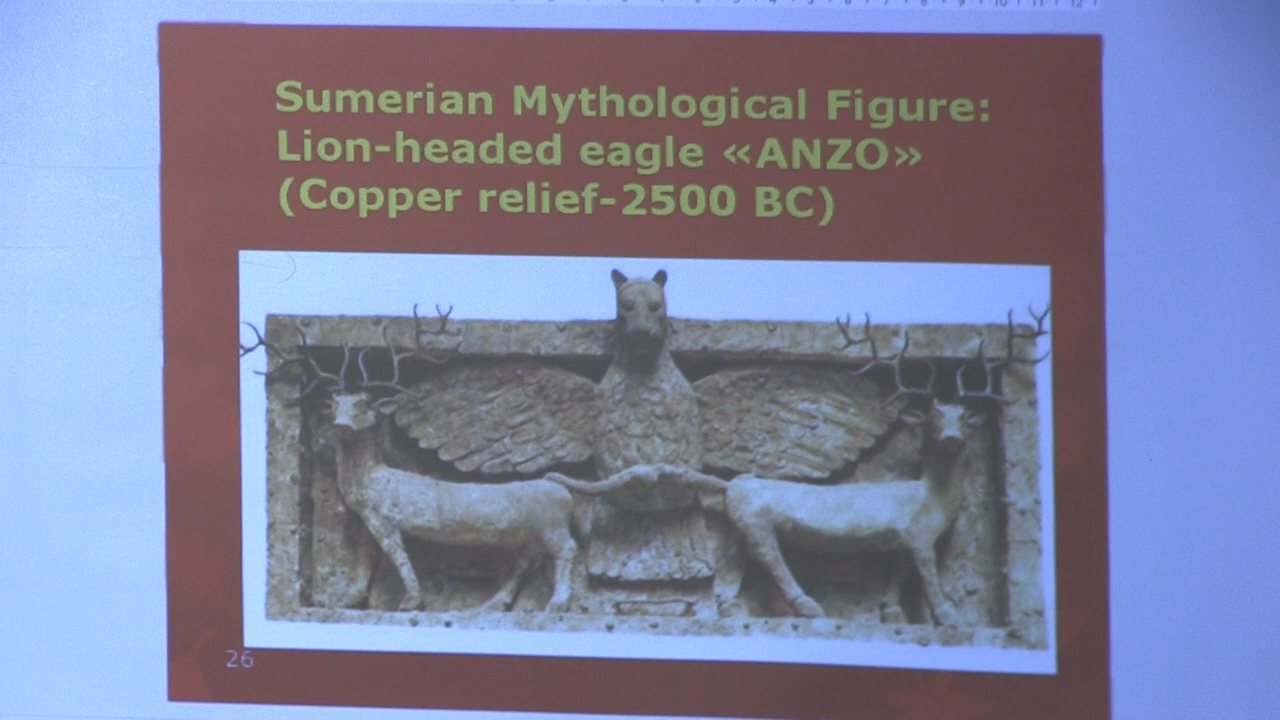 Sumerian Mythological Figure:
Lion-headed eagle «ANZO»
(Copper relief-2500 BC)
26